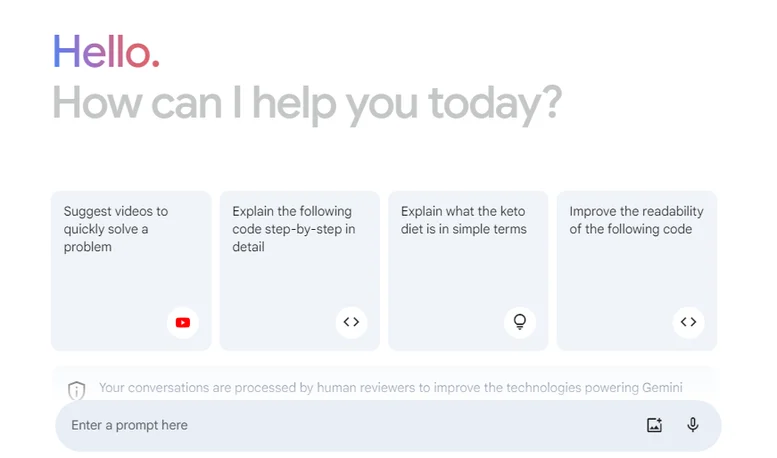 Hello.
How can I help you today?
Suggest videos to
quickly solve a
problem
Explain the following
code step-by-step in
detail
Explain what the keto
diet is in simple terms
Improve the readability
of the following code
Your conversations are processed by human reviewers to improve the technologies powering Gemini
Enter a prompt here